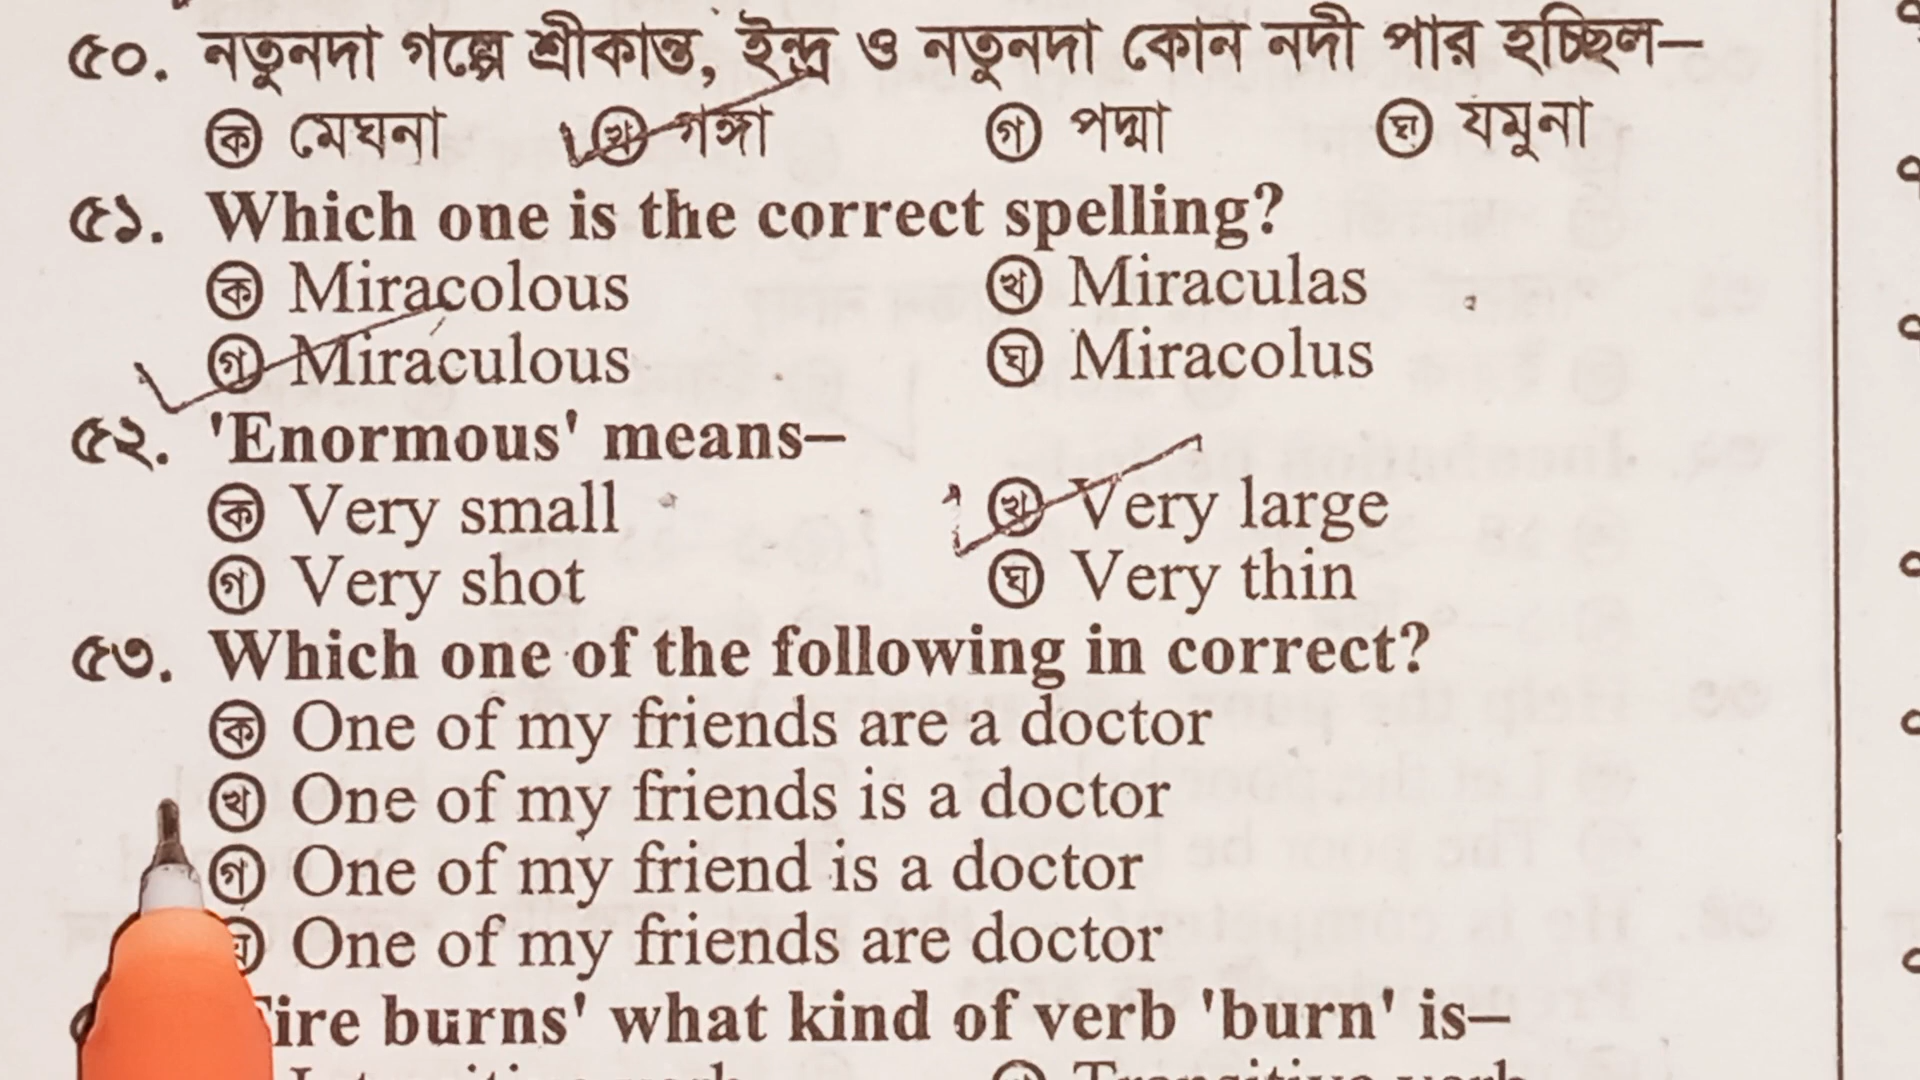 ৫০. নতুনদা গল্পে শ্রীকান্ত, ইন্দ্র ও নতুনদা কোন নদী পার হচ্ছিল–
ক মেঘনা খ গঙ্গা গ পদ্মা ঘ যমুনা
৫১. Which one is the correct spelling?
ক Miracolous খ Miraculas
গ Miraculous ঘ Miracolus
৫২. 'Enormous' means–
ক Very small খ Very large
গ Very shot ঘ Very thin
৫৩. Which one of the following in correct?
ক One of my friends are a doctor
খ One of my friends is a doctor
গ One of my friend is a doctor
ঘ One of my friends are doctor
Fire burns' what kind of verb 'burn' is–
Transitive verb